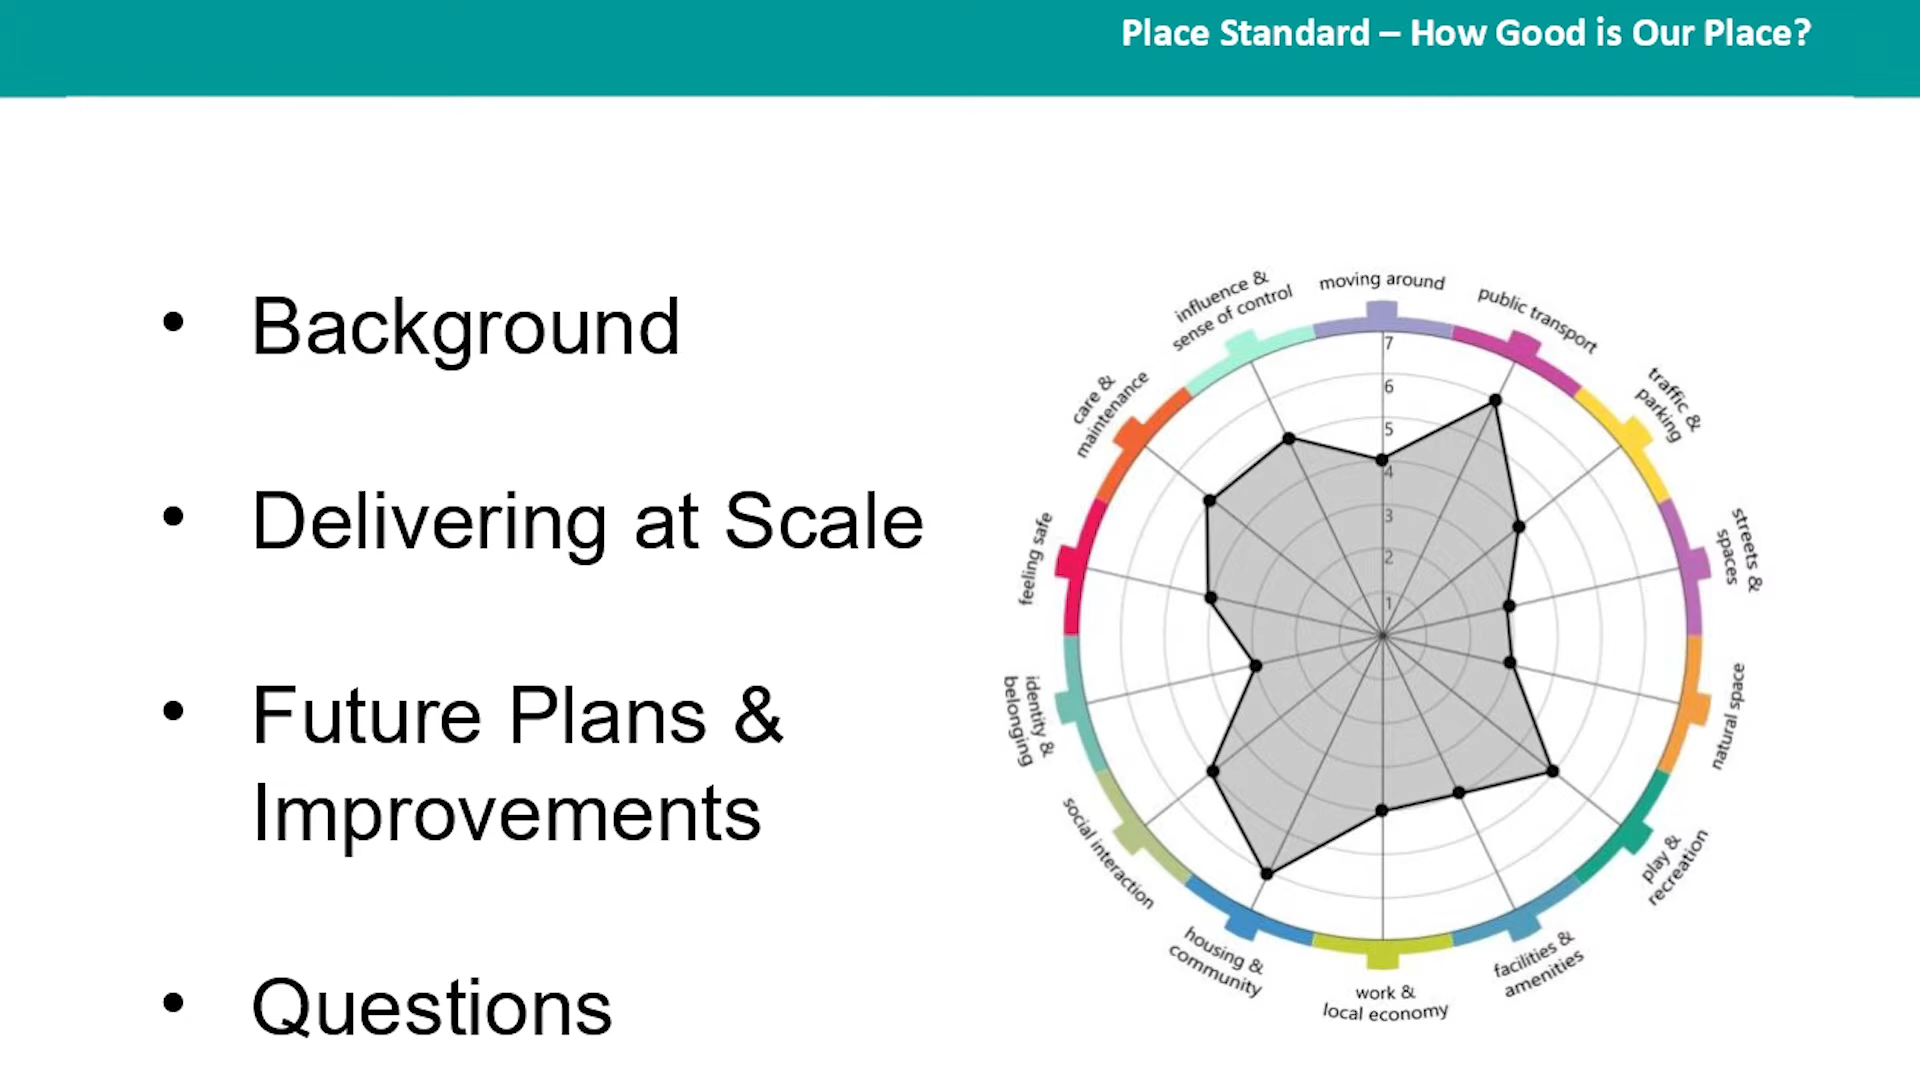 Place Standard – How Good is Our Place?
• Background
• Delivering at Scale
• Future Plans &
Improvements
• Questions
influence &
sense of control
moving around
public transport
traffic &
parking
streets &
spaces
natural space
play &
recreation
facilities &
amenities
work &
local economy
housing &
community
social interaction
identity &
belonging
feeling safe
care &
maintenance
7
6
5
4
3
2
1